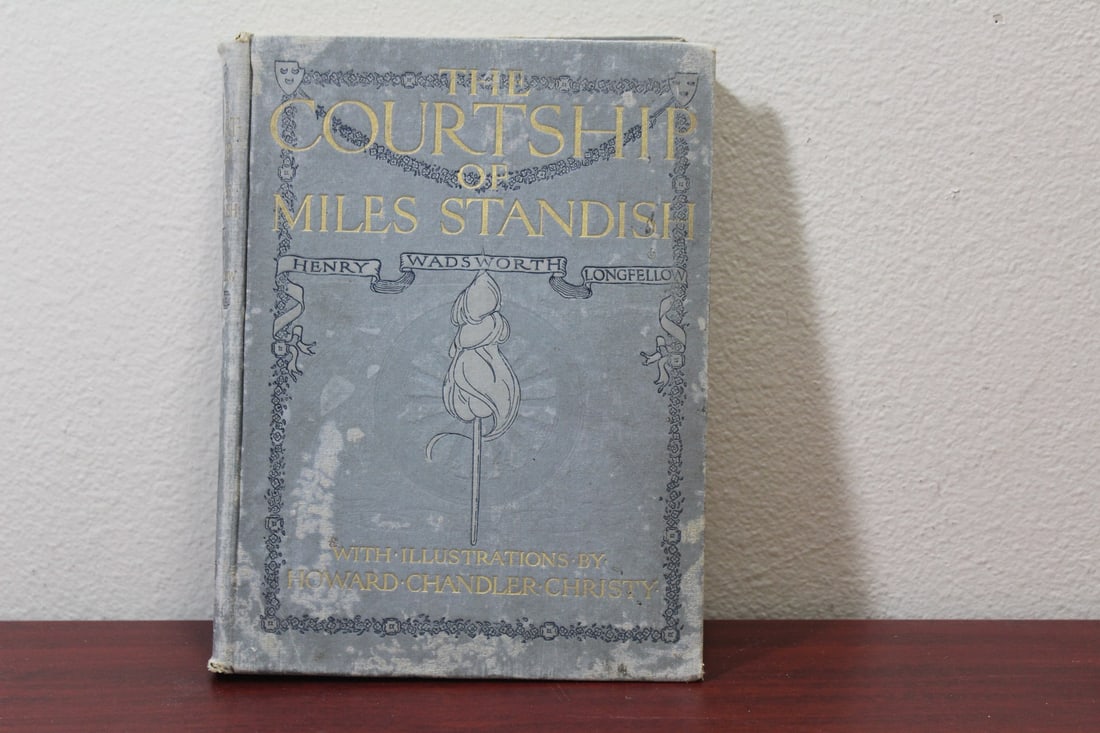 THE
COURTSHIP
OF
MILES STANDISH
HENRY WADSWORTH LONGFELLOW
WITH·ILLUSTRATIONS·BY
HOWARD·CHANDLER·CHRISTY·